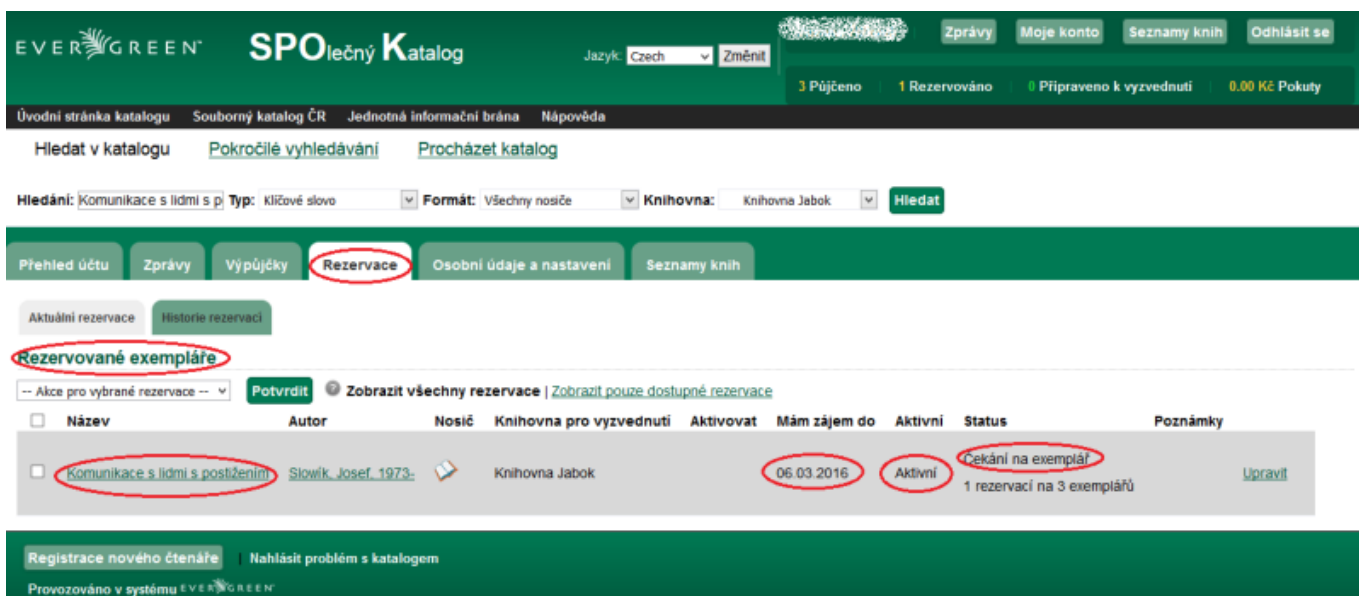 EVERGREEN
SPOlečný Katalog
Jazyk: Czech Změnit
Zprávy Moje konto Seznamy knih Odhlásit se
3 Půjčeno 1 Rezervováno 0 Připraveno k vyzvednutí 0.00 Kč Pokuty
Úvodní stránka katalogu Souborný katalog ČR Jednotná informační brána Nápověda
Hledat v katalogu Pokročilé vyhledávání Procházet katalog
Hledání: Komunikace s lidmi s p Typ: Klíčové slovo Formát: Všechny nosiče Knihovna: Knihovna Jabok Hledat
Přehled účtu Zprávy Výpůjčky Rezervace Osobní údaje a nastavení Seznamy knih
Aktuální rezervace Historie rezervací
Rezervované exempláře
-- Akce pro vybrané rezervace -- Potvrdit Zobrazit všechny rezervace | Zobrazit pouze dostupné rezervace
Název Autor Nosič Knihovna pro vyzvednutí Aktivovat Mám zájem do Aktivní Status Poznámky
Komunikace s lidmi s postižením Slowík, Josef, 1973- Knihovna Jabok 06.03.2016 Aktivní Čekání na exemplář
1 rezervací na 3 exemplářů
Upravit
Registrace nového čtenáře Nahlásit problém s katalogem
Provozováno v systému EVERGREEN